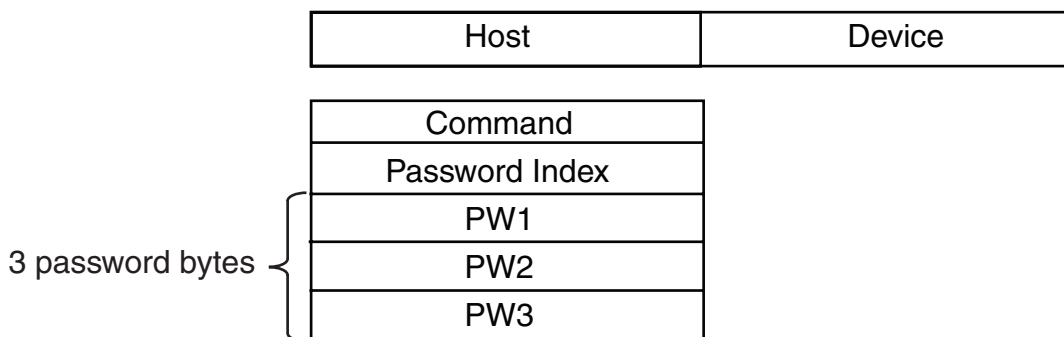 Host Device
Command
Password Index
PW1
3 password bytes
PW2
PW3